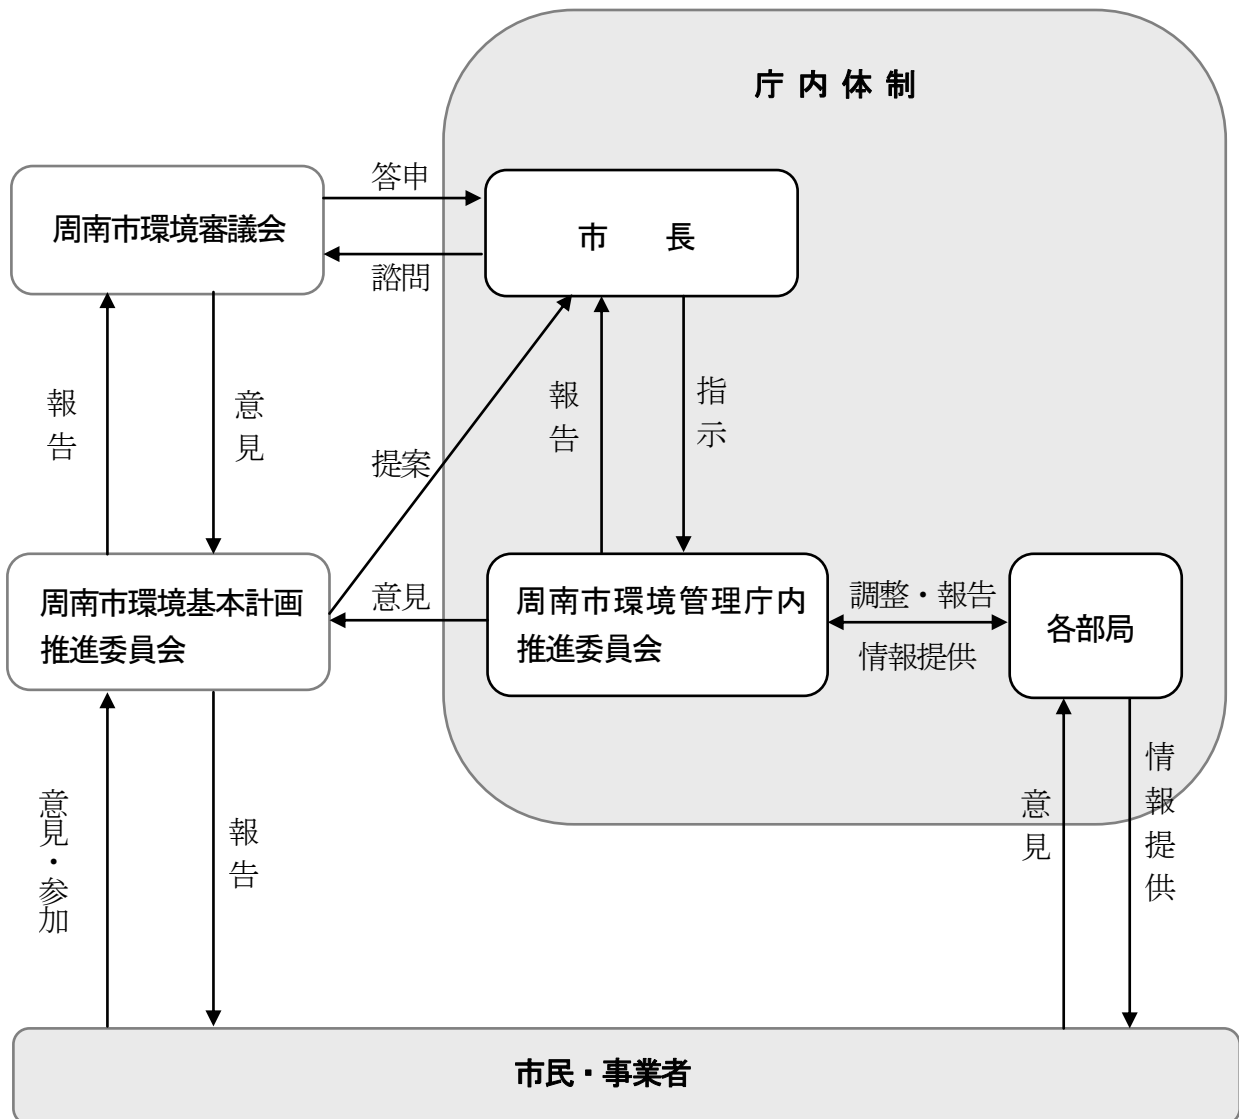 庁内体制
答申
周南市環境審議会
市　長
諮問
報告
意見
提案
報告
指示
周南市環境基本計画
推進委員会
意見
周南市環境管理庁内
推進委員会
調整・報告
情報提供
各部局
意見・参加
報告
意見
情報提供
市民・事業者